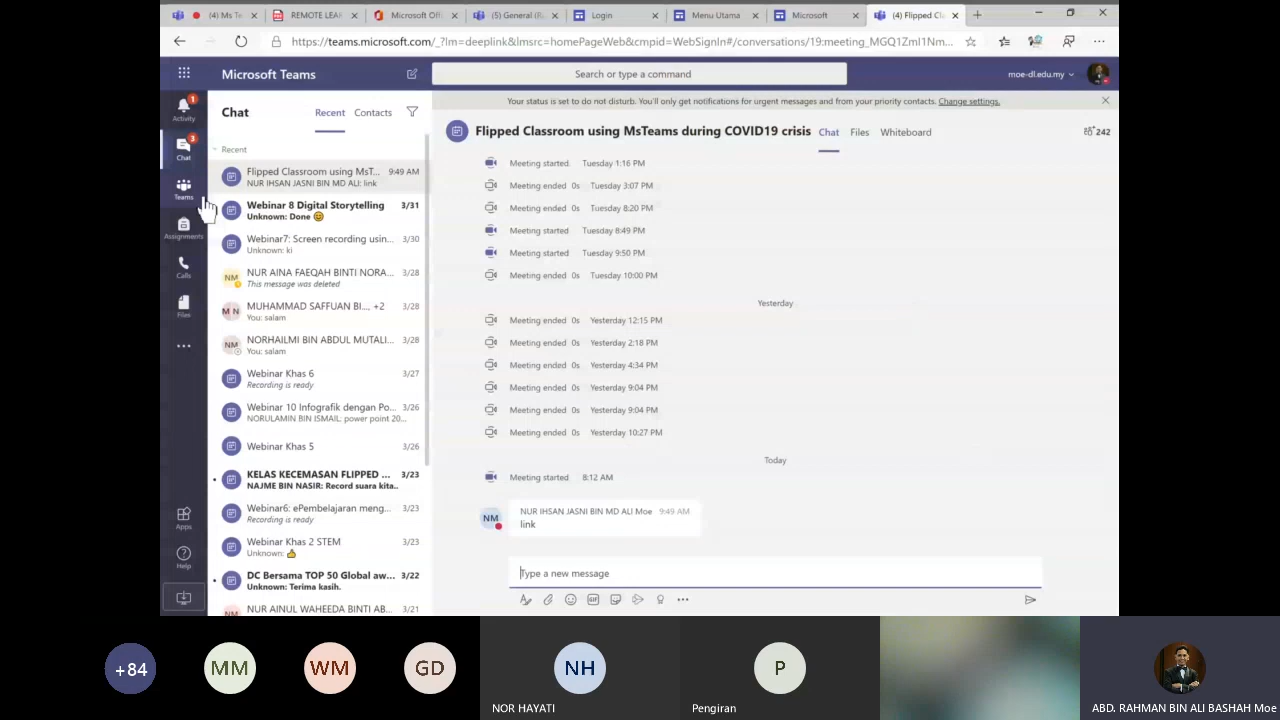 (4) Ms Te
REMOTE LEAR
Microsoft Off
(5) General (R
Login
Menu Utama
Microsoft
(4) Flipped Cl
https://teams.microsoft.com/_?lm=deeplink&lmsrc=homePageWeb&cmpid=WebSignIn#/conversations/19:meeting_MGQ1ZmI1Nm...
Microsoft Teams
Search or type a command
moe-dl.edu.my
Your status is set to do not disturb. You'll only get notifications for urgent messages and from your priority contacts. Change settings.
1
Activity
3
Chat
Teams
Assignments
Calls
Files
Apps
Help
Chat
Recent
Contacts
Recent
Flipped Classroom using MsT... 9:49 AM
NUR IHSAN JASNI BIN MD ALI: link
Webinar 8 Digital Storytelling 3/31
Unknown: Done
Webinar7: Screen recording usin... 3/30
Unknown: ki
NM
NUR AINA FAEQAH BINTI NORA... 3/28
This message was deleted
M N
MUHAMMAD SAFFUAN BI..., +2 3/28
You: salam
NM
NORHAILMI BIN ABDUL MUTALI... 3/28
You: salam
Webinar Khas 6 3/27
Recording is ready
Webinar 10 Infografik dengan Po... 3/26
NORULAMIN BIN ISMAIL: power point 20...
Webinar Khas 5 3/26
KELAS KECEMASAN FLIPPED ... 3/23
NAJME BIN NASIR: Record suara kita..
Webinar6: ePembelajaran meng... 3/23
Recording is ready
Webinar Khas 2 STEM 3/23
Unknown:
DC Bersama TOP 50 Global aw... 3/22
Unknown: Terima kasih.
NM
NUR AINUL WAHEEDA BINTI AB... 3/21
Flipped Classroom using MsTeams during COVID19 crisis
Chat
Files
Whiteboard
242
Meeting started Tuesday 1:16 PM
Meeting ended 0s Tuesday 3:07 PM
Meeting ended 0s Tuesday 8:20 PM
Meeting started Tuesday 8:49 PM
Meeting started Tuesday 9:50 PM
Meeting ended 0s Tuesday 10:00 PM
Yesterday
Meeting ended 0s Yesterday 12:15 PM
Meeting ended 0s Yesterday 2:18 PM
Meeting ended 0s Yesterday 4:34 PM
Meeting ended 0s Yesterday 9:04 PM
Meeting ended 0s Yesterday 9:04 PM
Meeting ended 0s Yesterday 10:27 PM
Today
Meeting started 8:12 AM
NM
NUR IHSAN JASNI BIN MD ALI Moe 9:49 AM
link
Type a new message
GIF
+84
MM
WM
GD
NH
NOR HAYATI
P
Pengiran
ABD. RAHMAN BIN ALI BASHAH Moe